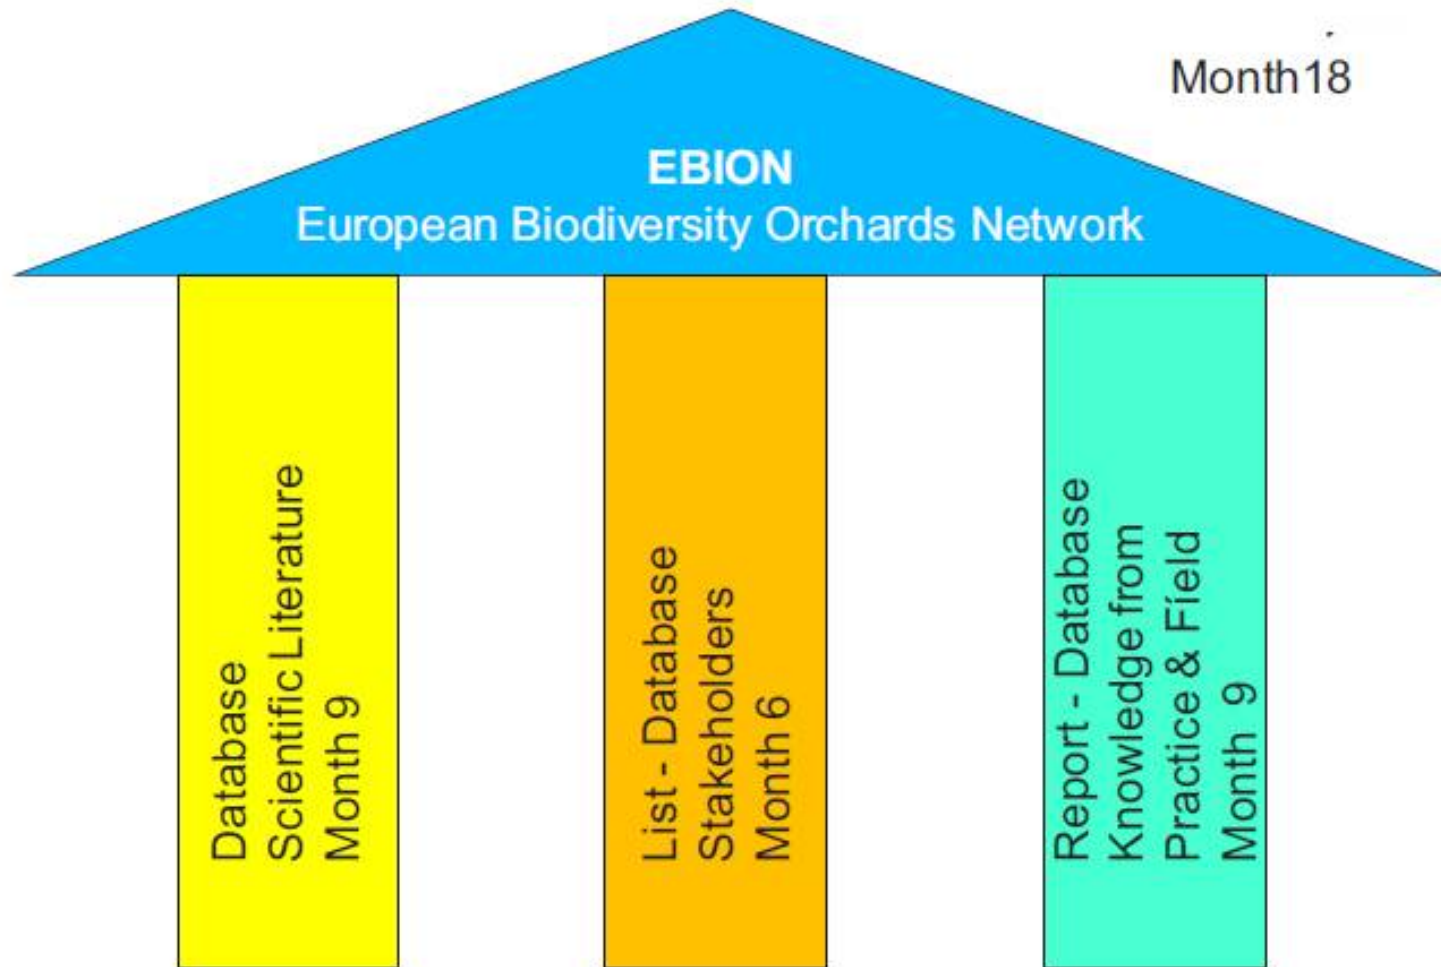 Month18
EBION
European Biodiversity Orchards Network
Database
Scientific Literature
Month 9
List - Database
Stakeholders
Month 6
Report - Database
Knowledge from
Practice & Field
Month 9